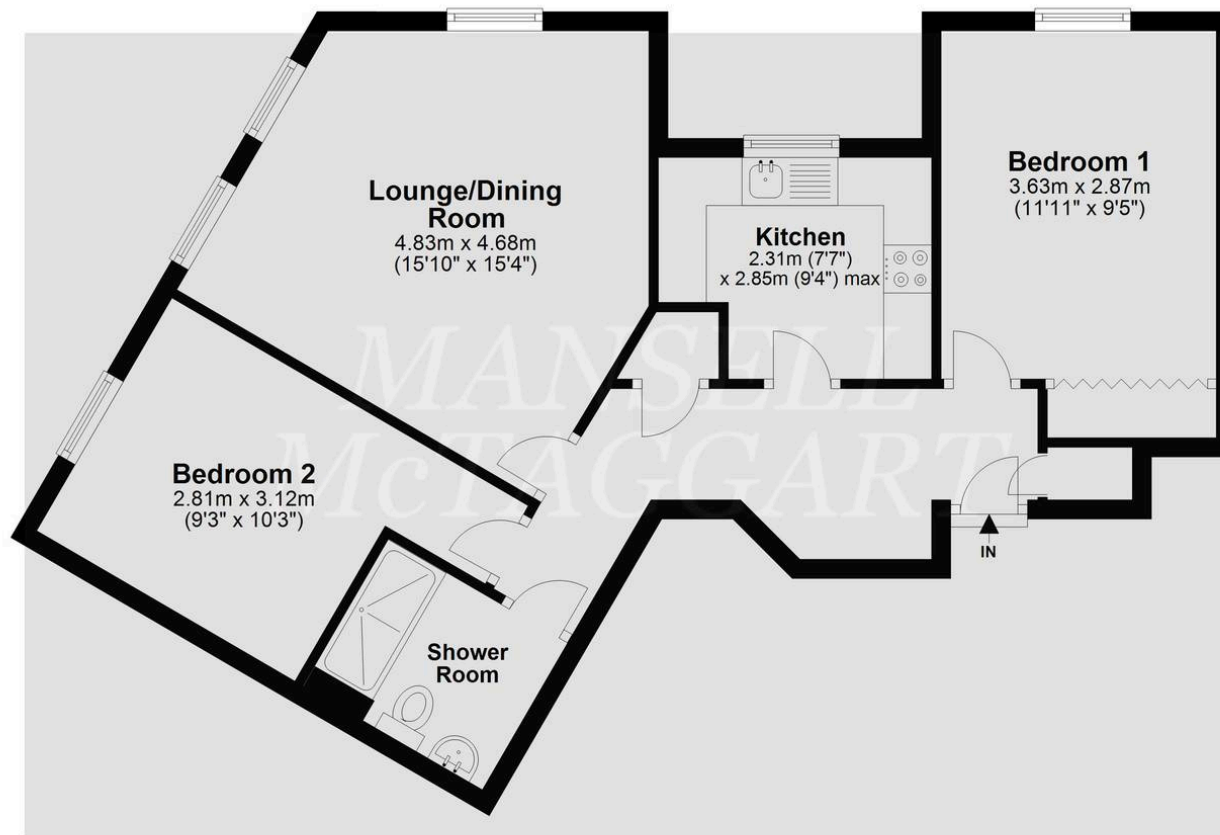 Lounge/Dining
Room
4.83m x 4.68m
(15'10" x 15'4")
Kitchen
2.31m (7'7")
x 2.85m (9'4") max
Bedroom 1
3.63m x 2.87m
(11'11" x 9'5")
MANSELL
McTAGGART
Bedroom 2
2.81m x 3.12m
(9'3" x 10'3")
IN
Shower
Room